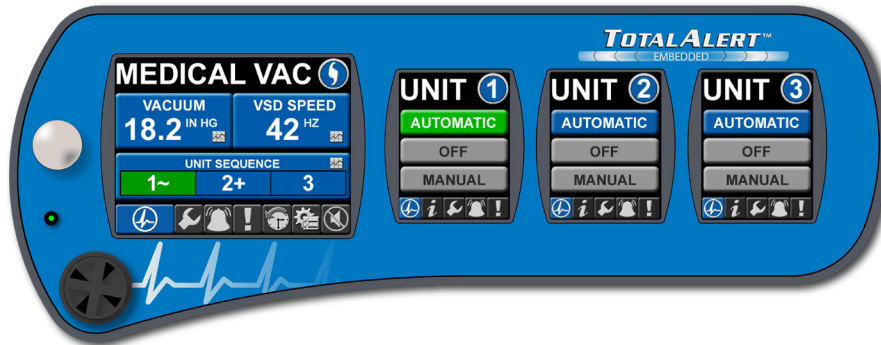 TOTALALERT™
EMBEDDED
MEDICAL VAC
VACUUM
18.2 IN HG
VSD SPEED
42 HZ
UNIT SEQUENCE
1~ 2+ 3
UNIT 1
AUTOMATIC
OFF
MANUAL
i !
UNIT 2
AUTOMATIC
OFF
MANUAL
i !
UNIT 3
AUTOMATIC
OFF
MANUAL
i !